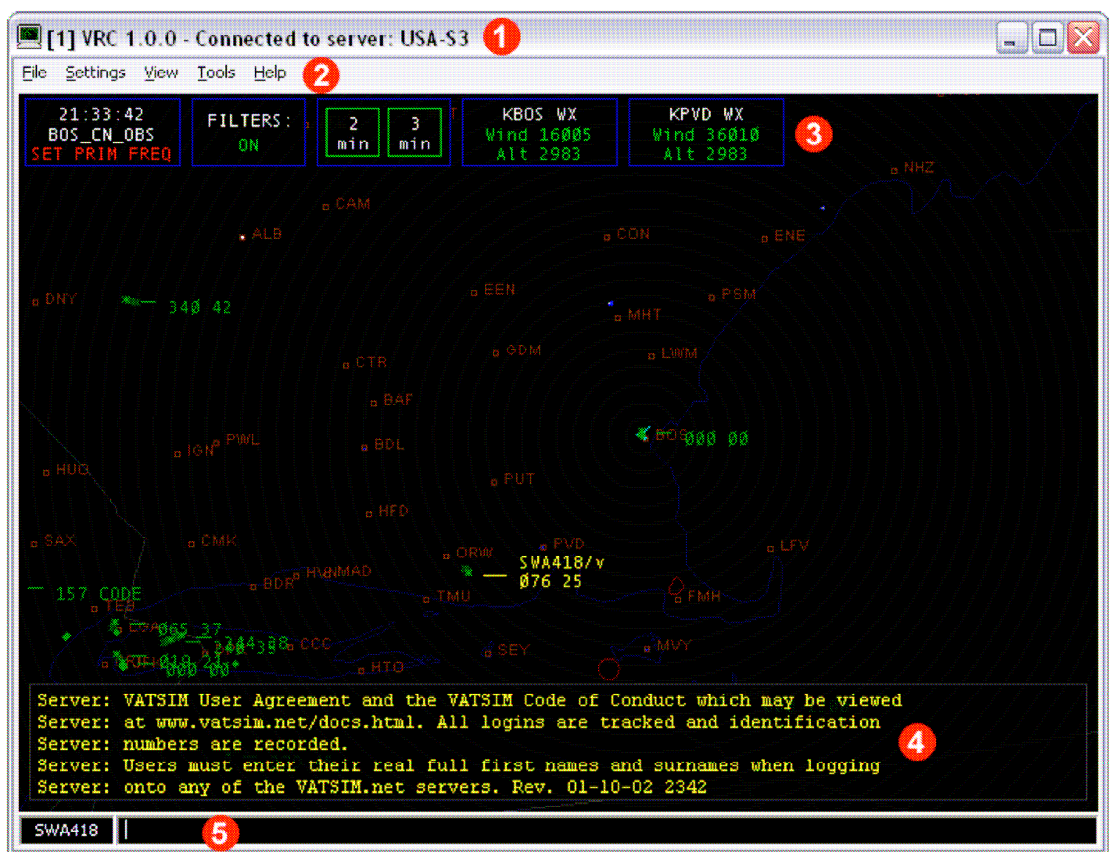 [1] VRC 1.0.0 - Connected to server: USA-S3 1
File Settings View Tools Help 2
21:33:42
BOS_CN_OBS
SET PRIM FREQ
FILTERS:
ON
2
min
3
min
KBOS WX
Wind 16005
Alt 2983
KPVD WX
Wind 36010
Alt 2983
3
NHZ
CAM
ALB
CON
ENE
DNY
340 42
EEN
PSM
MHT
GDM
LWM
CTR
BAF
BOS
000 00
PWL
IGN
BDL
HUO
PUT
HFD
SAX
CMK
ORW
PVD
LFV
SWA418/v
076 25
BDR
MAD
157 CODE
TEB
TMU
FMH
065 37
CCC
SEY
MVY
HTO
000 00
Server: VATSIM User Agreement and the VATSIM Code of Conduct which may be viewed
Server: at www.vatsim.net/docs.html. All logins are tracked and identification
Server: numbers are recorded.
Server: Users must enter their real full first names and surnames when logging
Server: onto any of the VATSIM.net servers. Rev. 01-10-02 2342
4
SWA418
5